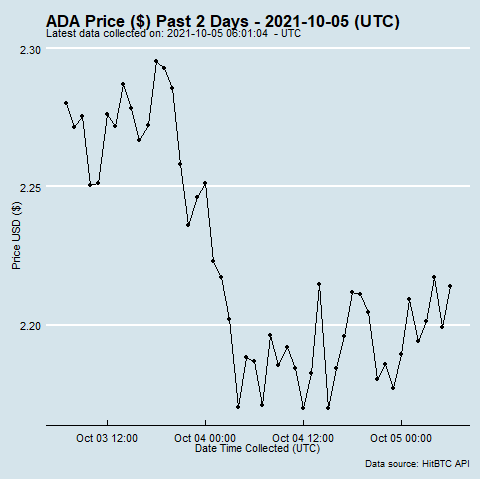 ADA Price ($) Past 2 Days - 2021-10-05 (UTC)
Latest data collected on: 2021-10-05 06:01:04 - UTC
2.30
2.25
2.20
Price USD ($)
Oct 03 12:00 Oct 04 00:00 Oct 04 12:00 Oct 05 00:00
Date Time Collected (UTC)
Data source: HitBTC API